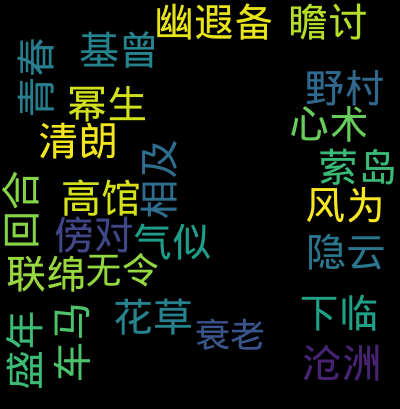 幽遐备
瞻讨
基曾
青春
野村
幂生
心术
清朗
萦岛
相及
回合
高馆
风为
傍对
气似
隐云
联绵
无令
花草
下临
盛年
车马
衰老
沧洲